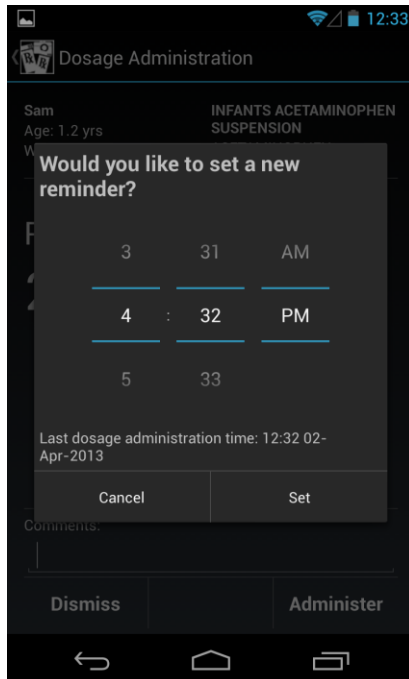 12:33
Dosage Administration
Sam
INFANTS ACETAMINOPHEN
Age: 1.2 yrs
SUSPENSION
Would you like to set a new
reminder?
3 31 AM
4 : 32 PM
5 33
Last dosage administration time: 12:32 02-
Apr-2013
Cancel Set
Comments:
Dismiss Administer